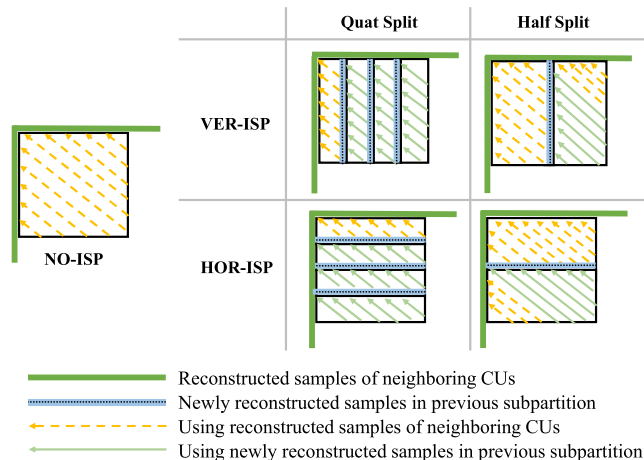 Quat Split
Half Split
VER-ISP
NO-ISP
HOR-ISP
Reconstructed samples of neighboring CUs
Newly reconstructed samples in previous subpartition
Using reconstructed samples of neighboring CUs
Using newly reconstructed samples in previous subpartition